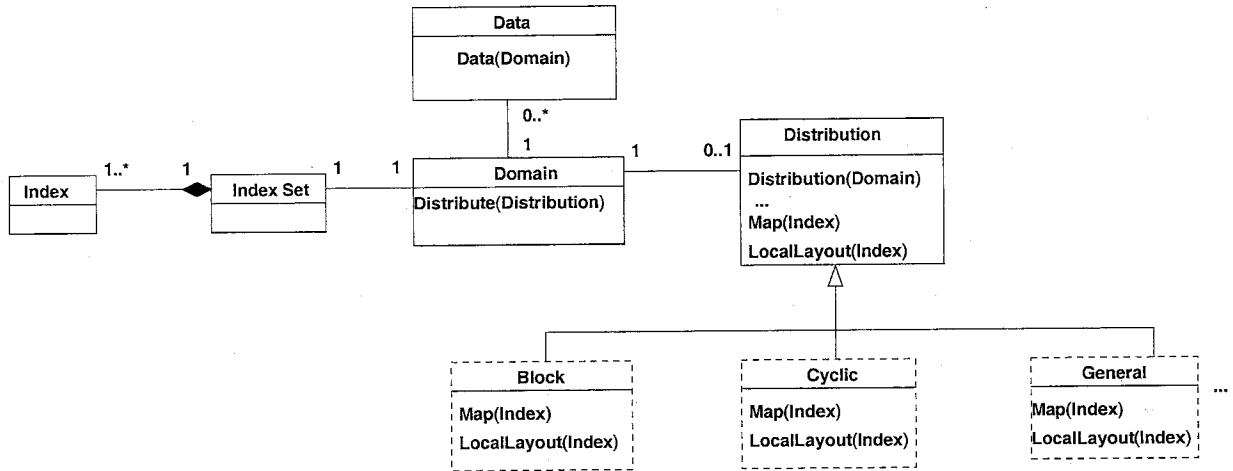 Data
Data(Domain)
0..*
1
Distribution
Distribution(Domain)
...
Map(Index)
LocalLayout(Index)
1..*
1
1
1
1
0..1
Index
Index Set
Domain
Distribute(Distribution)
Block
Map(Index)
LocalLayout(Index)
Cyclic
Map(Index)
LocalLayout(Index)
General
Map(Index)
LocalLayout(Index)
...